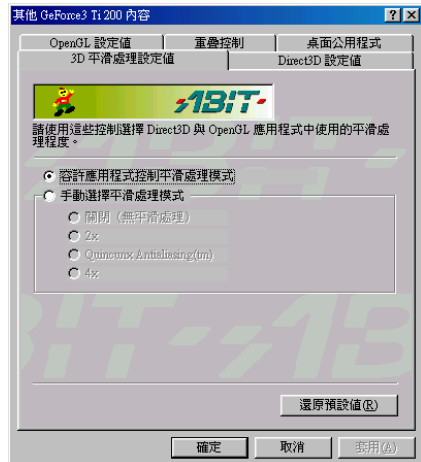 其他 GeForce3 Ti 200 內容
OpenGL 設定值
重疊控制
桌面公用程式
3D 平滑處理設定值
Direct3D 設定值
ABIT
請使用這些控制選擇 Direct3D 與 OpenGL 應用程式中使用的平滑處
理程度。
容許應用程式控制平滑處理模式
手動選擇平滑處理模式
關閉（無平滑處理）
2x
Quincunx Antialiasing(tm)
4x
還原預設值(R)
確定
取消
套用(A)